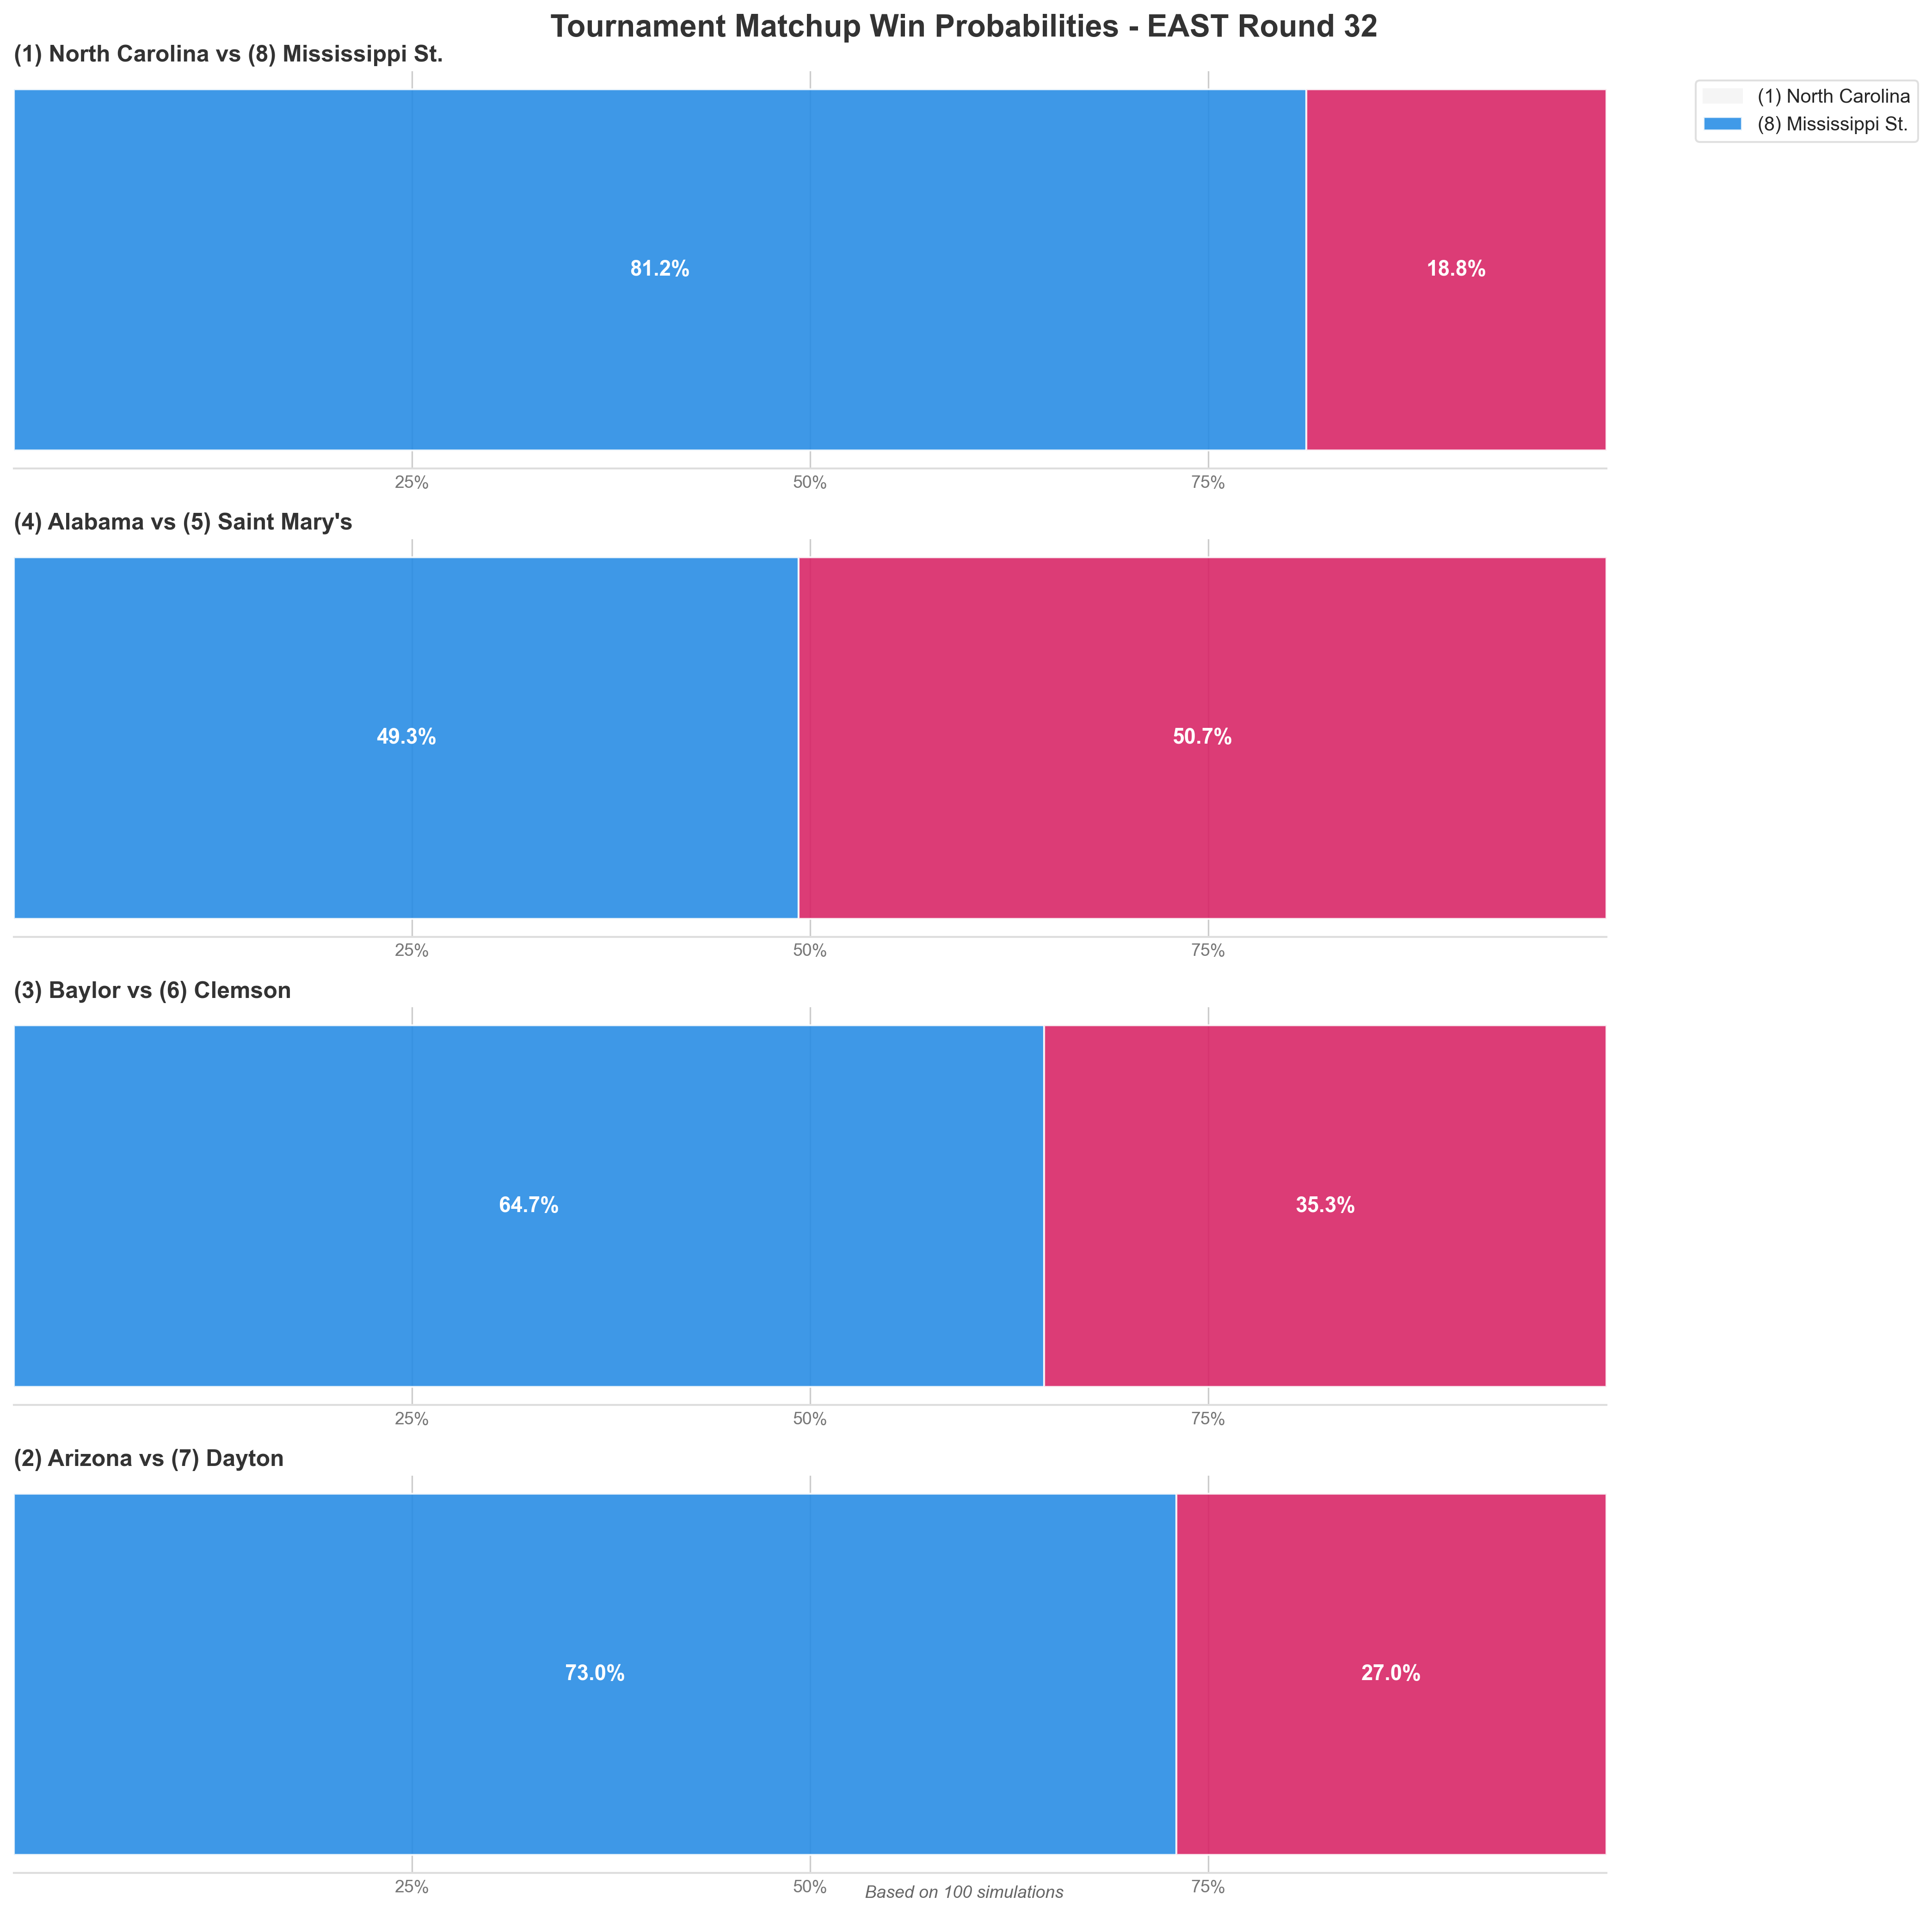 Tournament Matchup Win Probabilities - EAST Round 32
(1) North Carolina vs (8) Mississippi St.
(1) North Carolina
(8) Mississippi St.
81.2% 18.8%
25% 50% 75%
(4) Alabama vs (5) Saint Mary's
49.3% 50.7%
25% 50% 75%
(3) Baylor vs (6) Clemson
64.7% 35.3%
25% 50% 75%
(2) Arizona vs (7) Dayton
73.0% 27.0%
25% 50% 75%
Based on 100 simulations